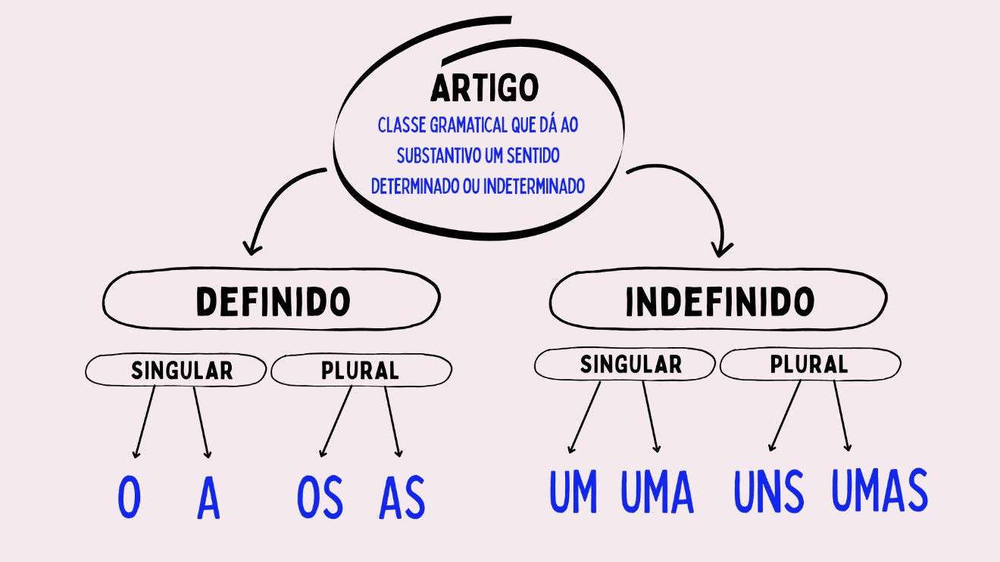 ARTIGO
CLASSE GRAMATICAL QUE DÁ AO
SUBSTANTIVO UM SENTIDO
DETERMINADO OU INDETERMINADO
DEFINIDO
INDEFINIDO
SINGULAR
PLURAL
SINGULAR
PLURAL
O
A
OS
AS
UM
UMA
UNS
UMAS